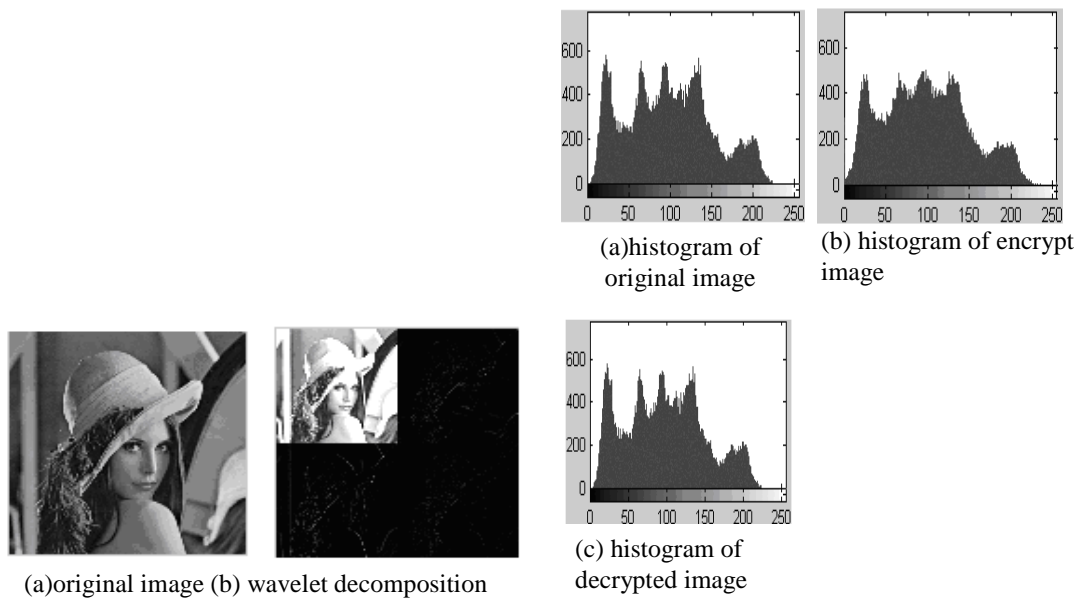 600
400
200
0
0 50 100 150 200 250
600
400
200
0
0 50 100 150 200 250
(a)histogram of
original image
(b) histogram of encrypt
image
600
400
200
0
0 50 100 150 200 250
(c) histogram of
decrypted image
(a)original image (b) wavelet decomposition